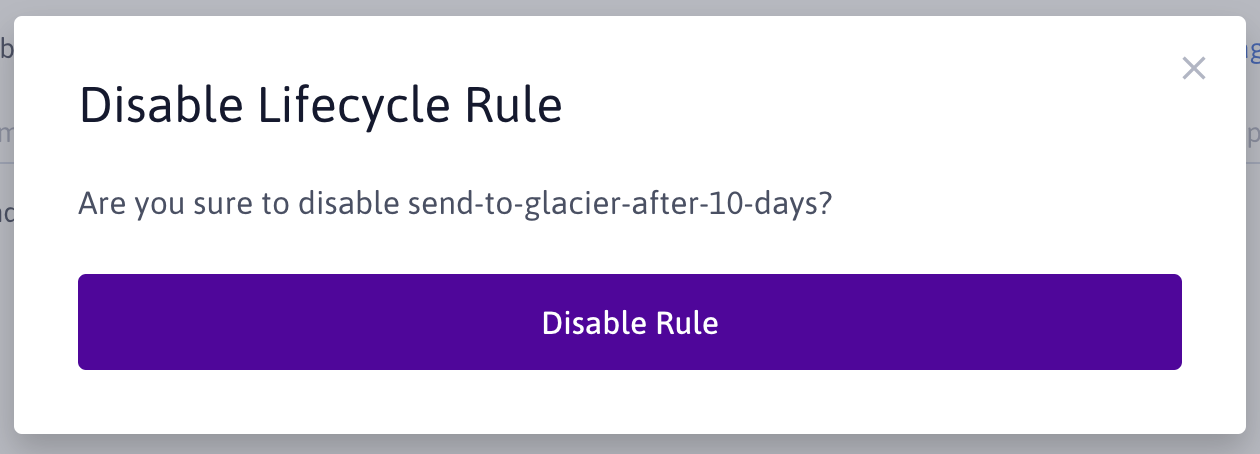 Disable Lifecycle Rule
Are you sure to disable send-to-glacier-after-10-days?
Disable Rule